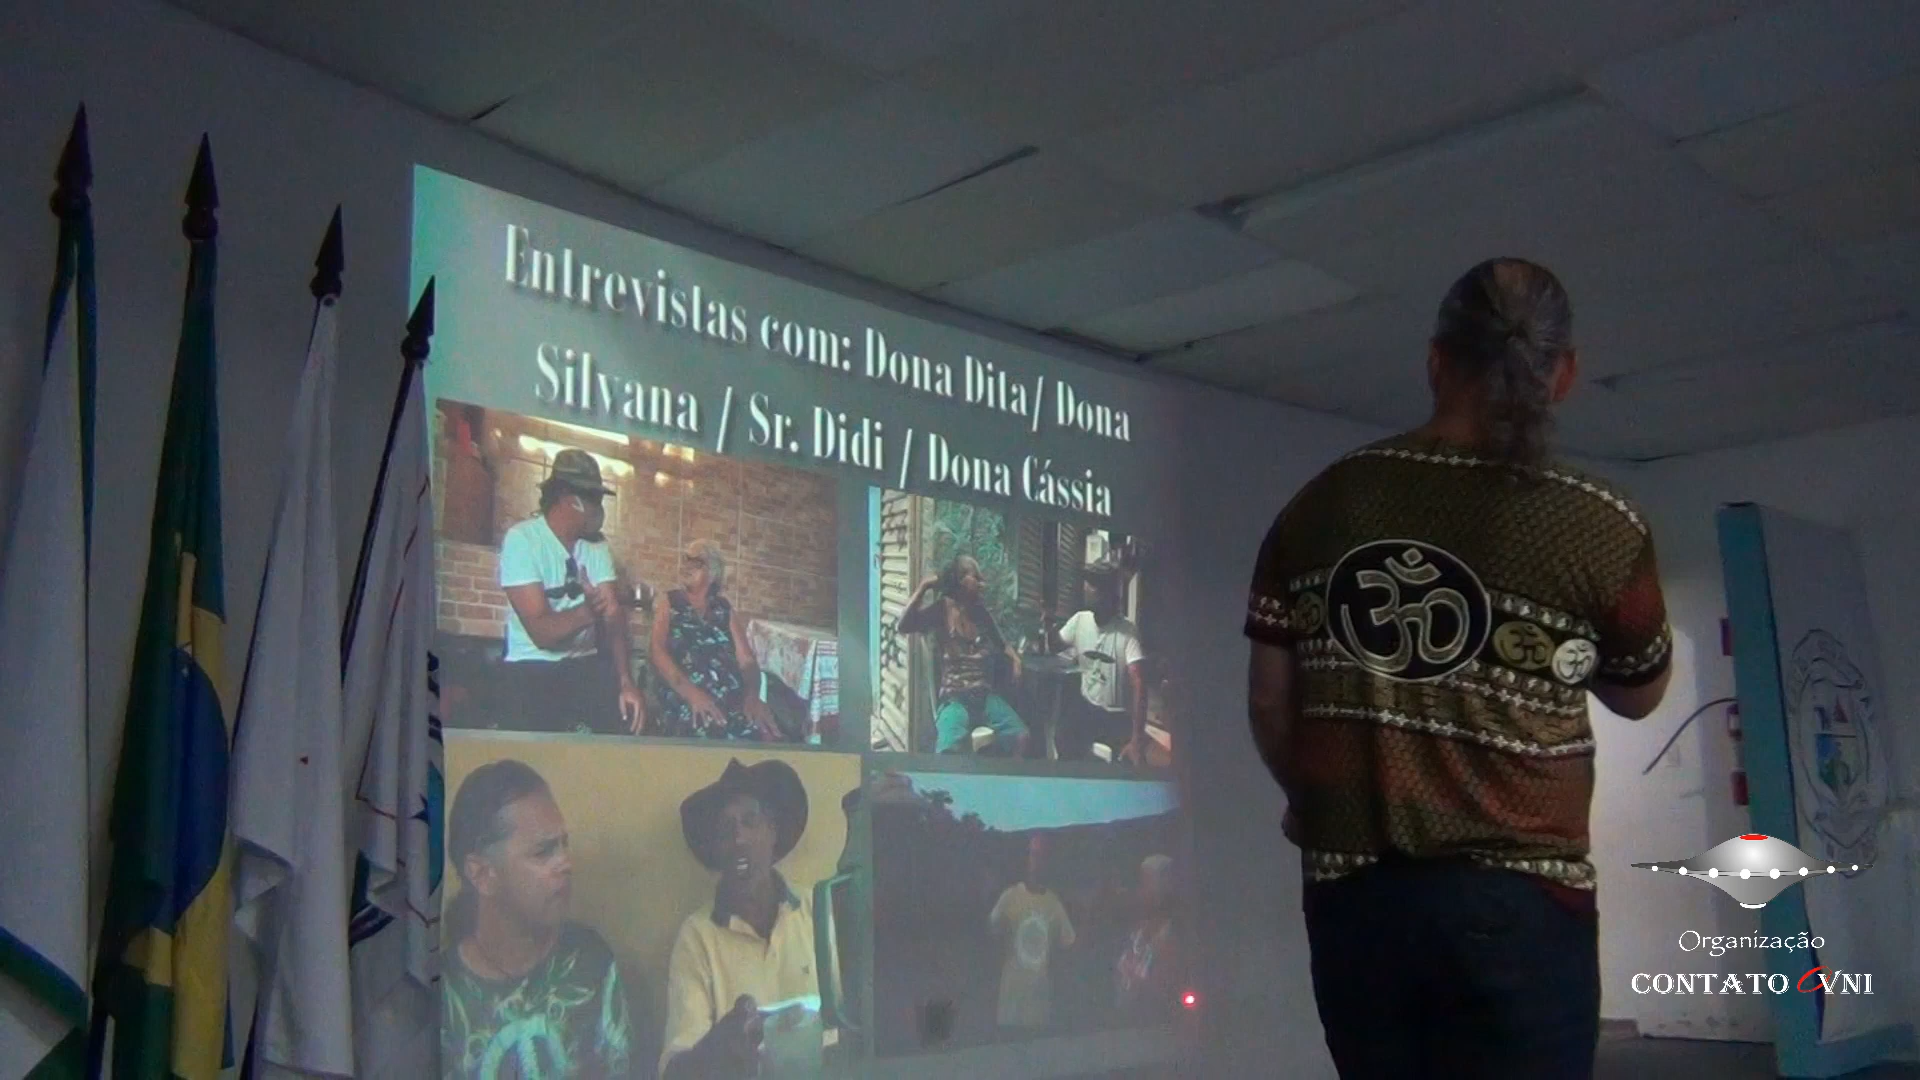 Entrevistas com: Dona Dita/ Dona
Silvana / Sr. Didi / Dona Cássia
ॐ
ॐ
ॐ
Organização
CONTATO OVNI